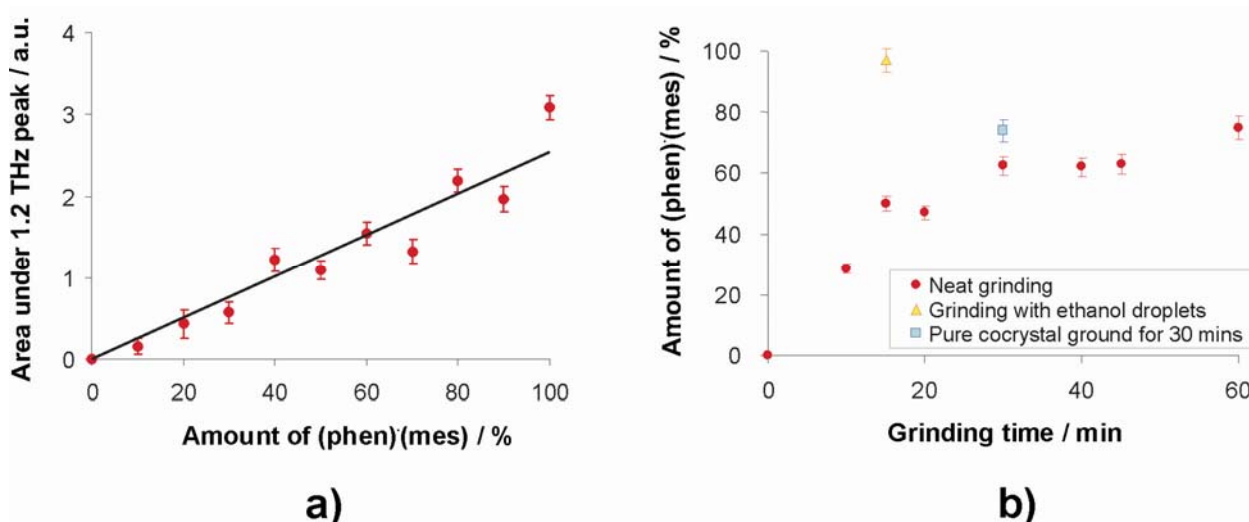 Area under 1.2 THz peak / a.u.
4
3
2
1
0
0 20 40 60 80 100
Amount of (phen)·(mes) / %
a)
Amount of (phen)·(mes) / %
100
80
60
40
20
0
Neat grinding
Grinding with ethanol droplets
Pure cocrystal ground for 30 mins
0 20 40 60
Grinding time / min
b)